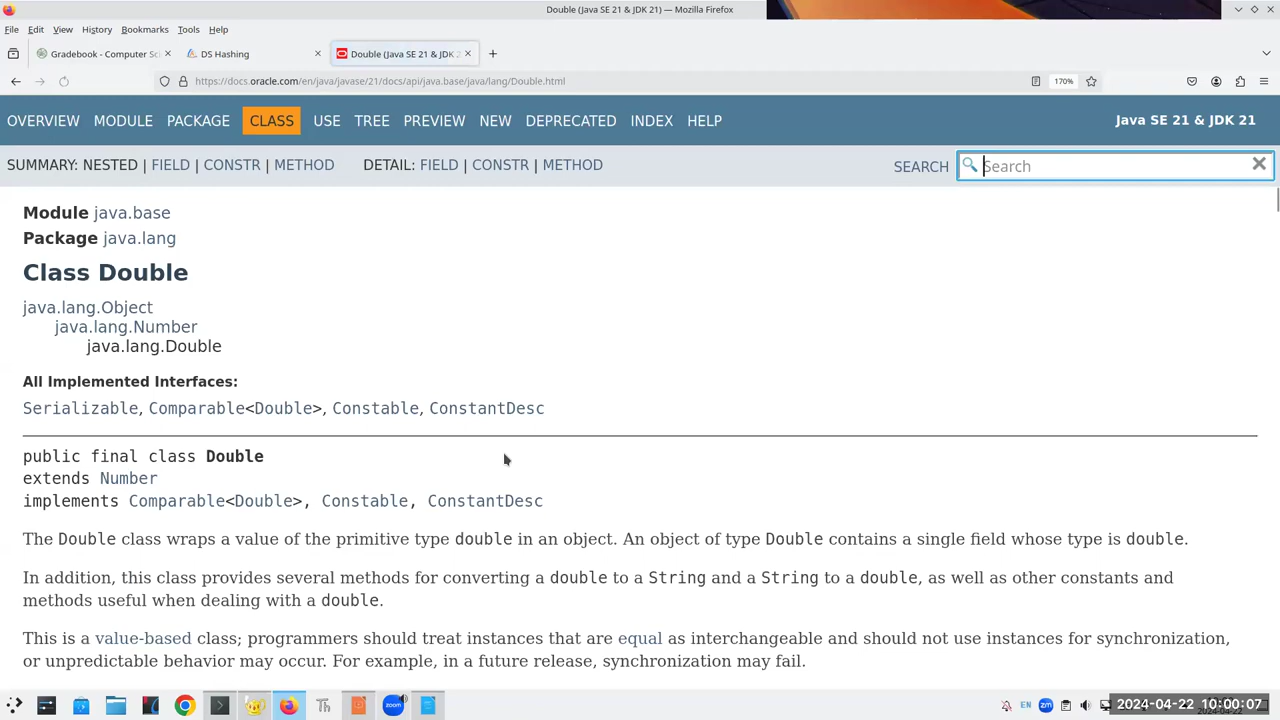 Double (Java SE 21 & JDK 21) — Mozilla Firefox
File Edit View History Bookmarks Tools Help
Gradebook - Computer Sci
DS Hashing
Double (Java SE 21 & JDK 2
https://docs.oracle.com/en/java/javase/21/docs/api/java.base/java/lang/Double.html
170%
OVERVIEW MODULE PACKAGE CLASS USE TREE PREVIEW NEW DEPRECATED INDEX HELP
Java SE 21 & JDK 21
SUMMARY: NESTED | FIELD | CONSTR | METHOD DETAIL: FIELD | CONSTR | METHOD
SEARCH Search
Module java.base
Package java.lang
Class Double
java.lang.Object
java.lang.Number
java.lang.Double
All Implemented Interfaces:
Serializable, Comparable<Double>, Constable, ConstantDesc
public final class Double
extends Number
implements Comparable<Double>, Constable, ConstantDesc
The Double class wraps a value of the primitive type double in an object. An object of type Double contains a single field whose type is double.
In addition, this class provides several methods for converting a double to a String and a String to a double, as well as other constants and
methods useful when dealing with a double.
This is a value-based class; programmers should treat instances that are equal as interchangeable and should not use instances for synchronization,
or unpredictable behavior may occur. For example, in a future release, synchronization may fail.
Th
zoom
EN
zm
2024-04-22 10:00:07